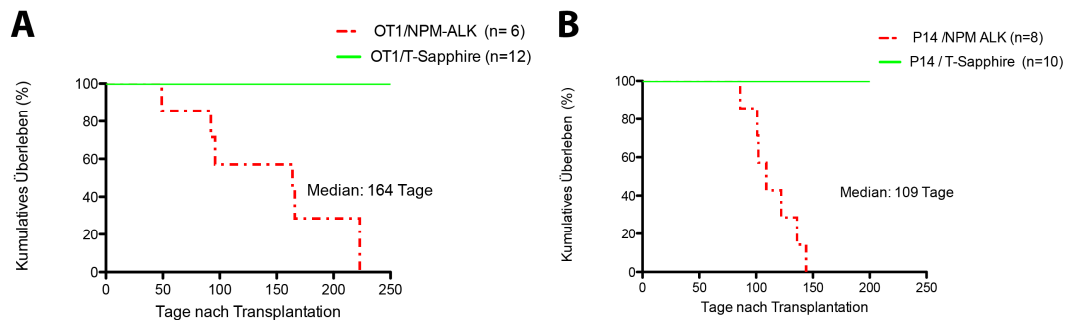 A
OT1/NPM-ALK (n= 6)
OT1/T-Sapphire (n=12)
Kumulatives Überleben (%)
100
80
60
40
20
0
Median: 164 Tage
0 50 100 150 200 250
Tage nach Transplantation
B
P14 /NPM ALK (n=8)
P14 / T-Sapphire (n=10)
Kumulatives Überleben (%)
100
80
60
40
20
0
Median: 109 Tage
0 50 100 150 200 250
Tage nach Transplantation